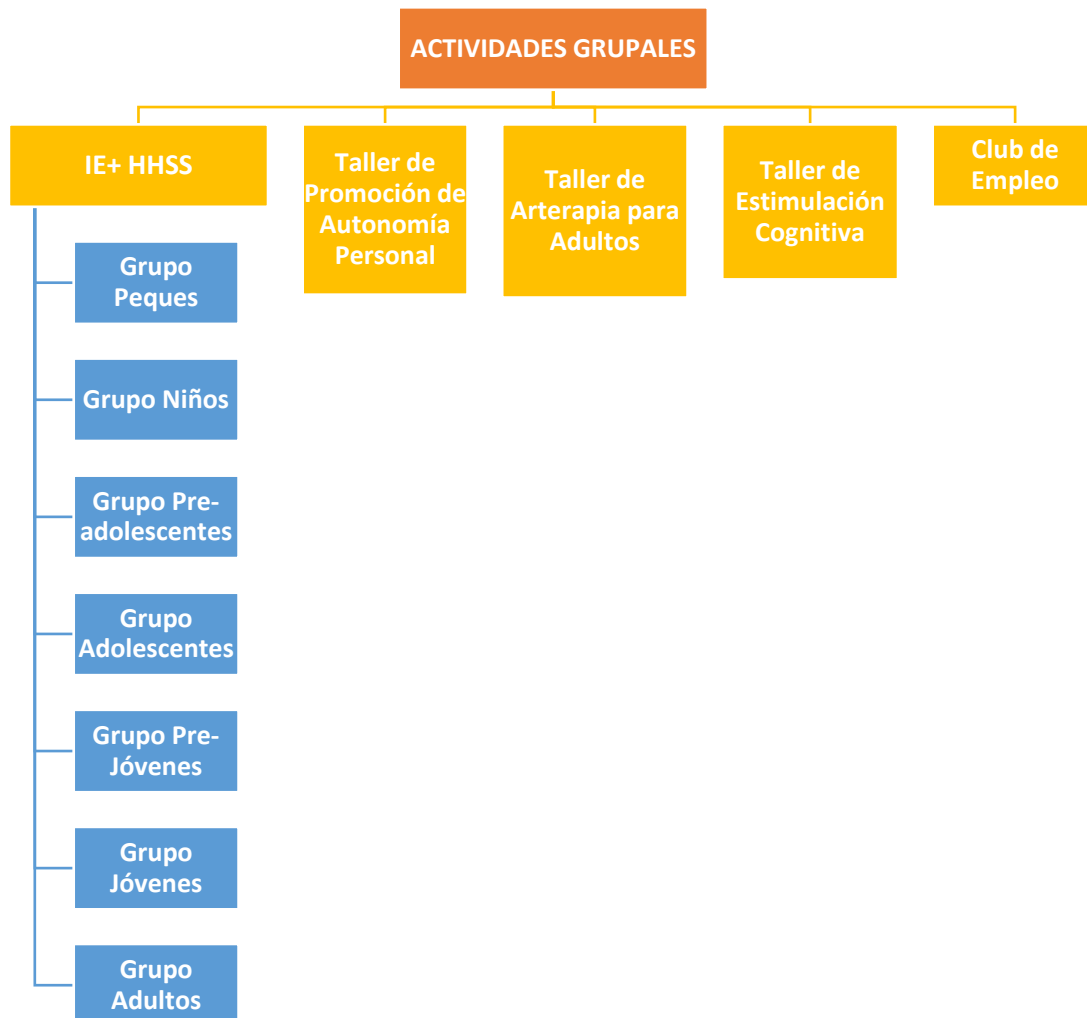 ACTIVIDADES GRUPALES
IE+ HHSS
Taller de
Promoción de
Autonomía
Personal
Taller de
Arterapia para
Adultos
Taller de
Estimulación
Cognitiva
Club de
Empleo
Grupo
Peques
Grupo Niños
Grupo Pre-
adolescentes
Grupo
Adolescentes
Grupo Pre-
Jóvenes
Grupo
Jóvenes
Grupo
Adultos